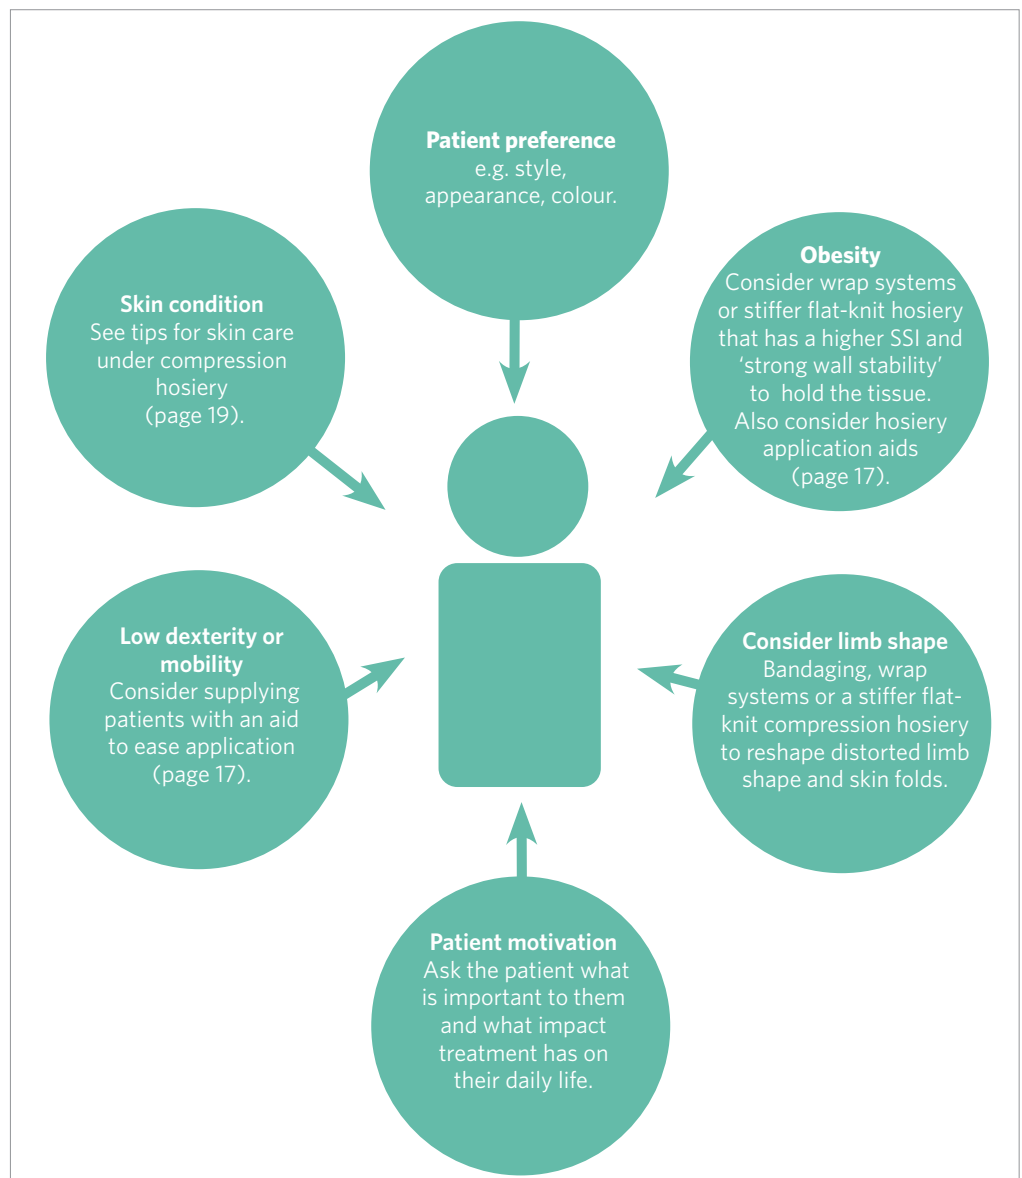 Patient preference
e.g. style,
appearance, colour.
Obesity
Consider wrap systems
or stiffer flat-knit hosiery
that has a higher SSI and
‘strong wall stability’
to hold the tissue.
Also consider hosiery
application aids
(page 17).
Skin condition
See tips for skin care
under compression
hosiery
(page 19).
Low dexterity or
mobility
Consider supplying
patients with an aid
to ease application
(page 17).
Consider limb shape
Bandaging, wrap
systems or a stiffer flat-
knit compression hosiery
to reshape distorted limb
shape and skin folds.
Patient motivation
Ask the patient what
is important to them
and what impact
treatment has on
their daily life.